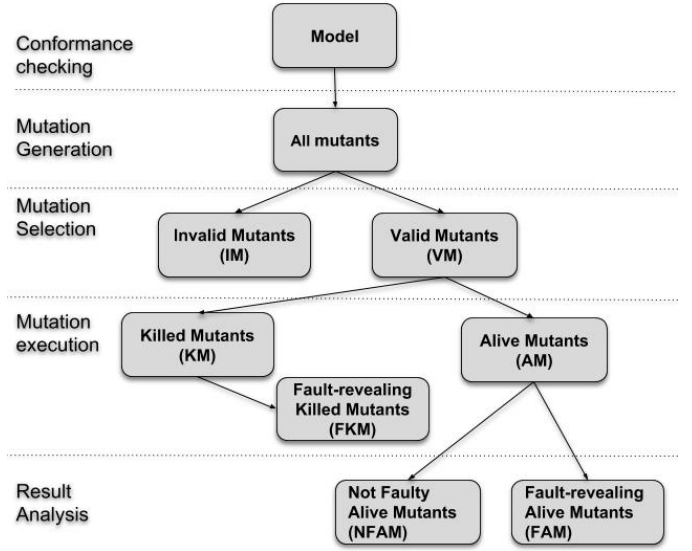 Conformance
checking
Model
Mutation
Generation
All mutants
Mutation
Selection
Invalid Mutants
(IM)
Valid Mutants
(VM)
Mutation
execution
Killed Mutants
(KM)
Alive Mutants
(AM)
Fault-revealing
Killed Mutants
(FKM)
Result
Analysis
Not Faulty
Alive Mutants
(NFAM)
Fault-revealing
Alive Mutants
(FAM)